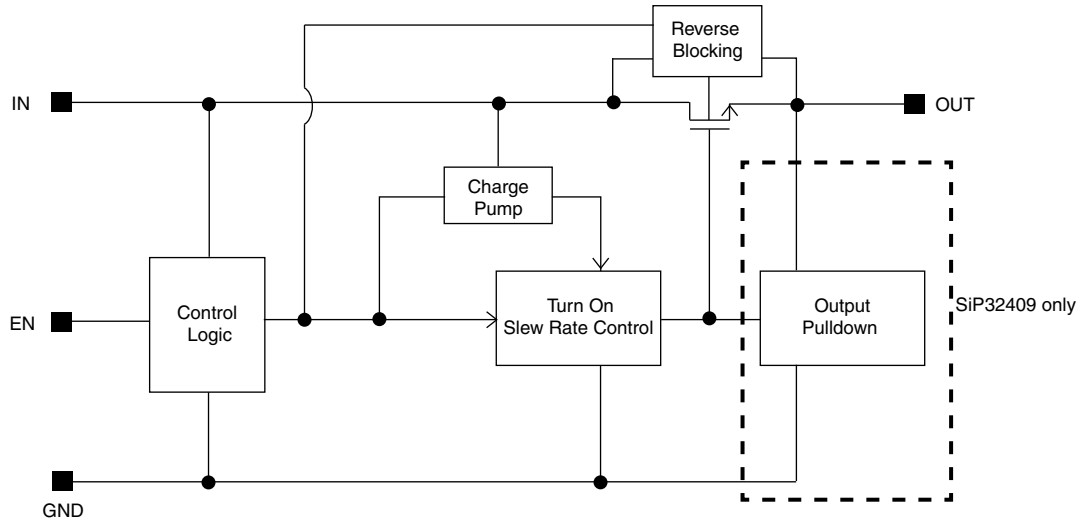 Reverse
Blocking
IN
OUT
Charge
Pump
Control
Logic
EN
Turn On
Slew Rate Control
Output
Pulldown
SiP32409 only
GND